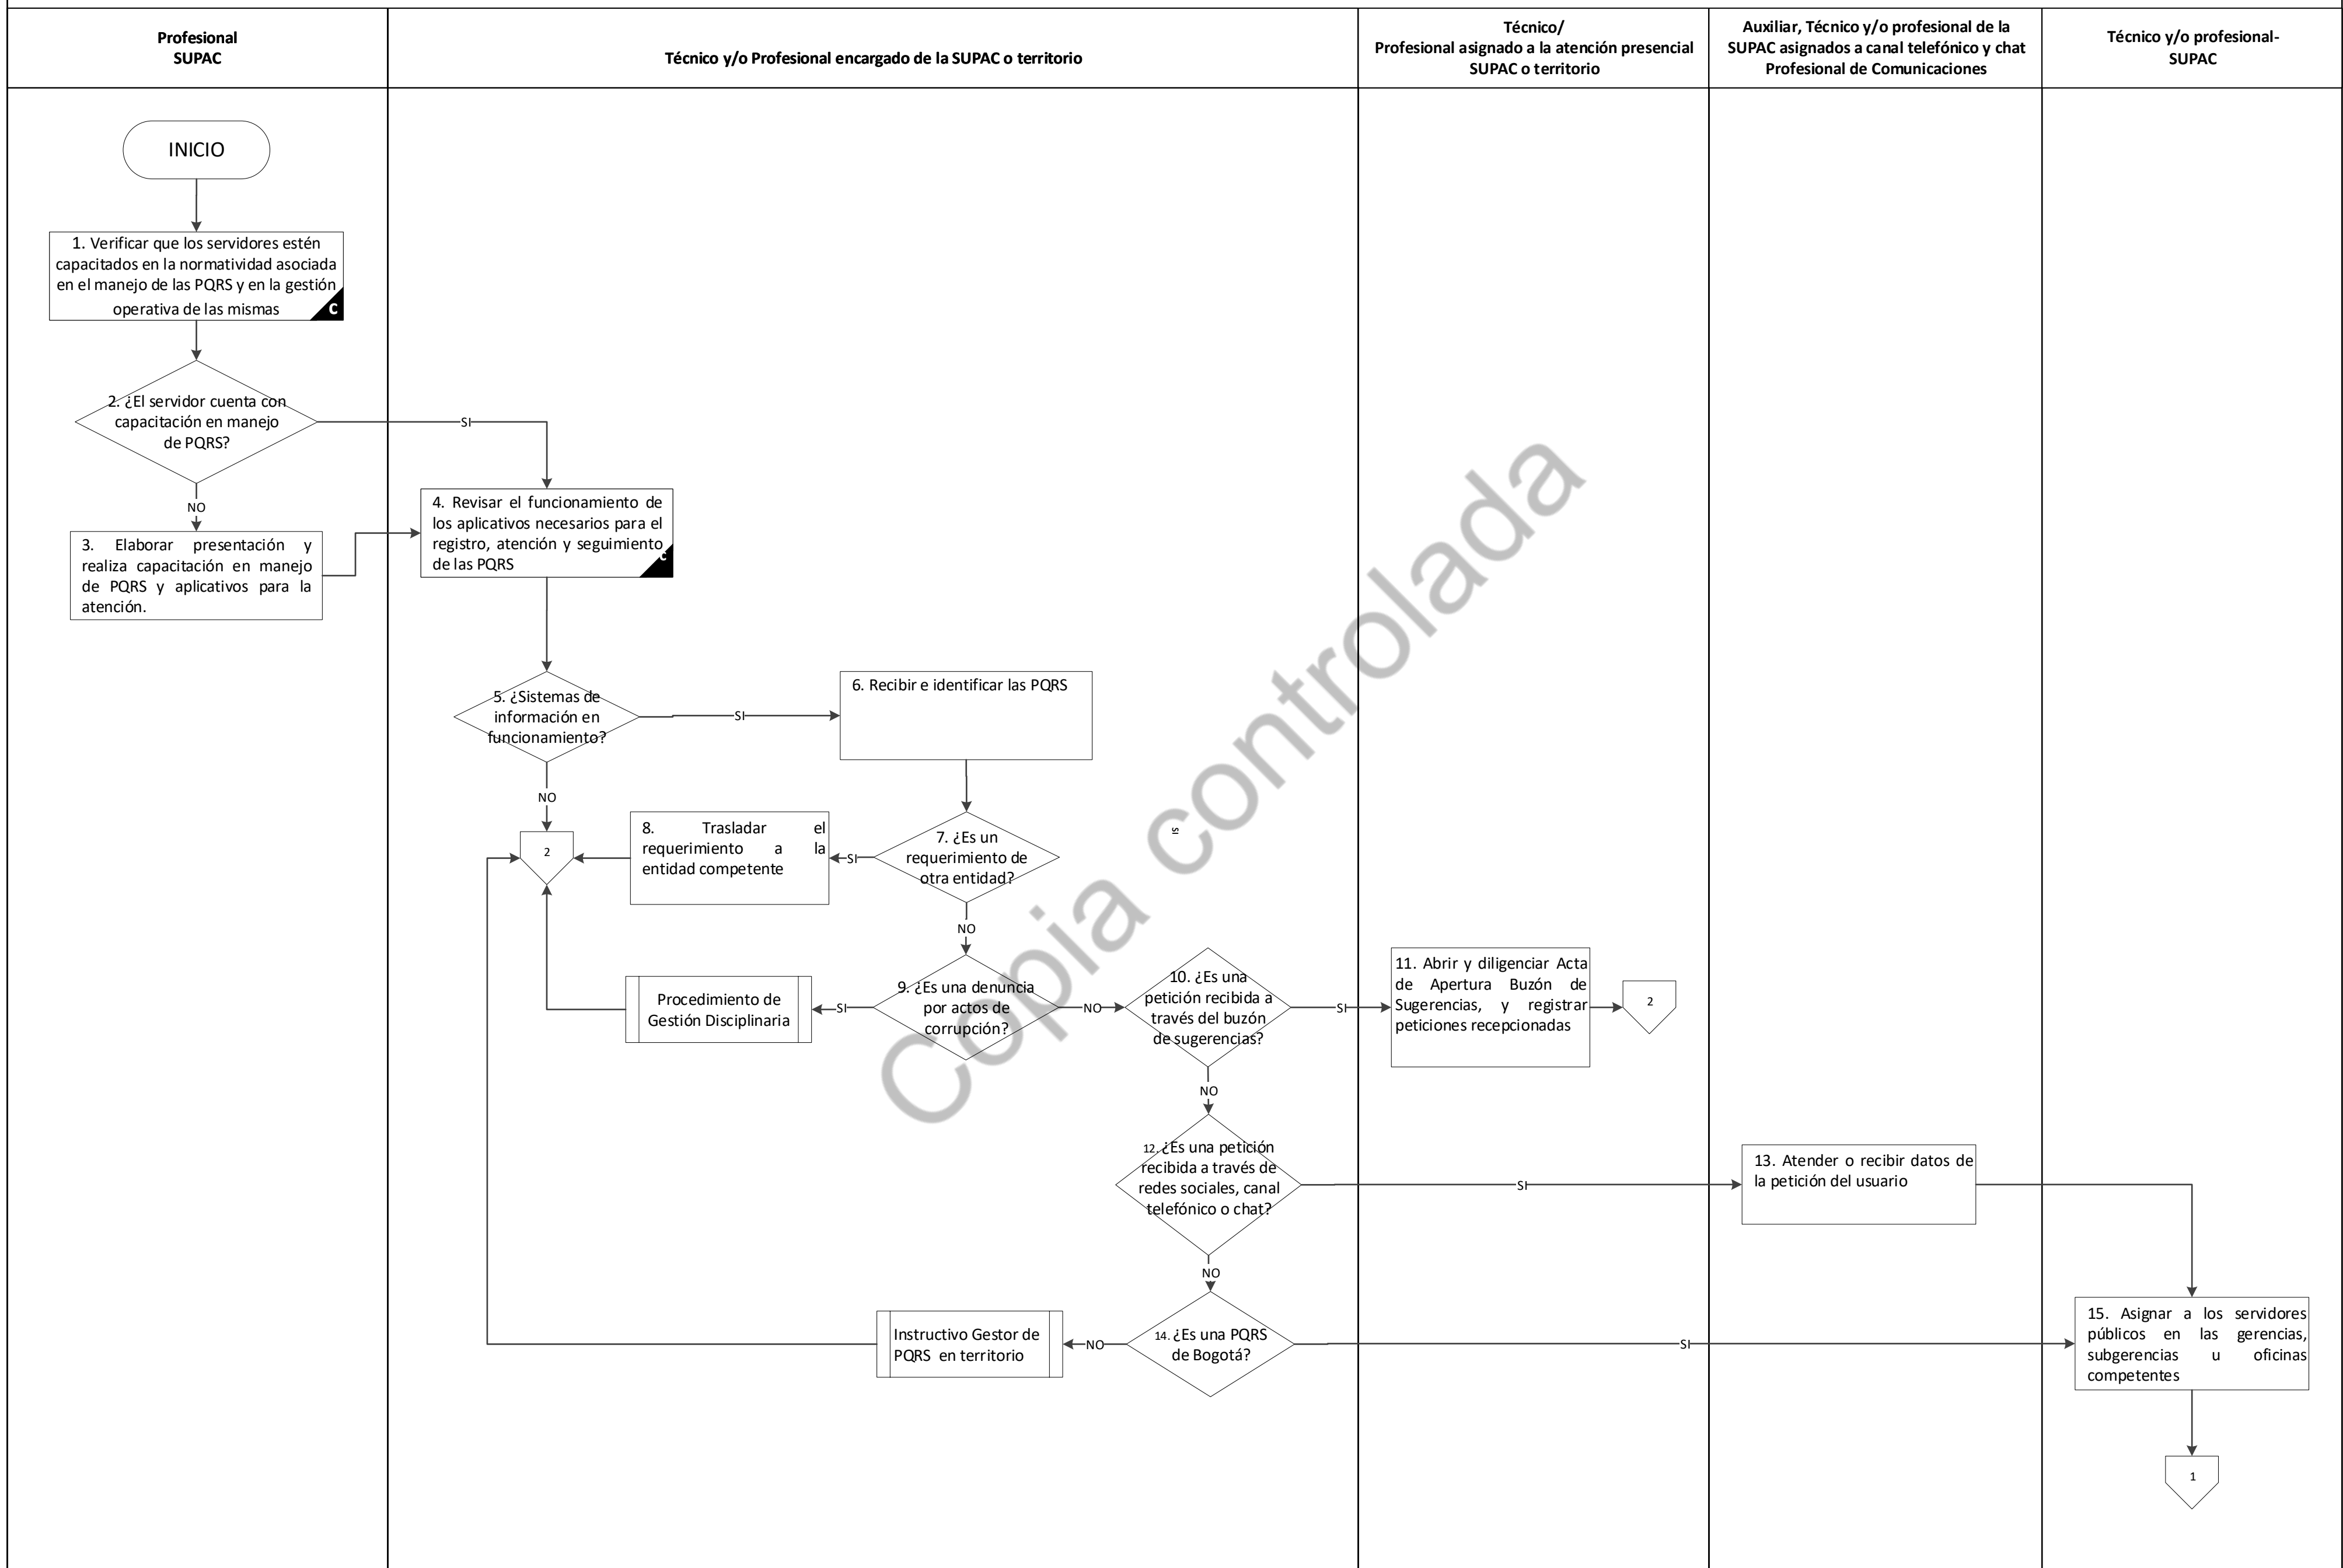 Profesional
SUPAC
Técnico y/o Profesional encargado de la SUPAC o territorio
Técnico/
Profesional asignado a la atención presencial
SUPAC o territorio
Auxiliar, Técnico y/o profesional de la
SUPAC asignados a canal telefónico y chat
Profesional de Comunicaciones
Técnico y/o profesional-
SUPAC
INICIO
1. Verificar que los servidores estén
capacitados en la normatividad asociada
en el manejo de las PQRS y en la gestión
operativa de las mismas
C
2. ¿El servidor cuenta con
capacitación en manejo
de PQRS?
SI
NO
3. Elaborar presentación y
realiza capacitación en manejo
de PQRS y aplicativos para la
atención.
4. Revisar el funcionamiento de
los aplicativos necesarios para el
registro, atención y seguimiento
de las PQRS
C
5. ¿Sistemas de
información en
funcionamiento?
SI
NO
6. Recibir e identificar las PQRS
7. ¿Es un
requerimiento de
otra entidad?
SI
NO
8. Trasladar el
requerimiento a la
entidad competente
2
SI
9. ¿Es una denuncia
por actos de
corrupción?
SI
NO
Procedimiento de
Gestión Disciplinaria
10. ¿Es una
petición recibida a
través del buzón
de sugerencias?
SI
NO
11. Abrir y diligenciar Acta
de Apertura Buzón de
Sugerencias, y registrar
peticiones recepcionadas
2
12. ¿Es una petición
recibida a través de
redes sociales, canal
telefónico o chat?
SI
NO
13. Atender o recibir datos de
la petición del usuario
14. ¿Es una PQRS
de Bogotá?
NO
SI
Instructivo Gestor de
PQRS en territorio
15. Asignar a los servidores
públicos en las gerencias,
subgerencias u oficinas
competentes
1
Copia controlada